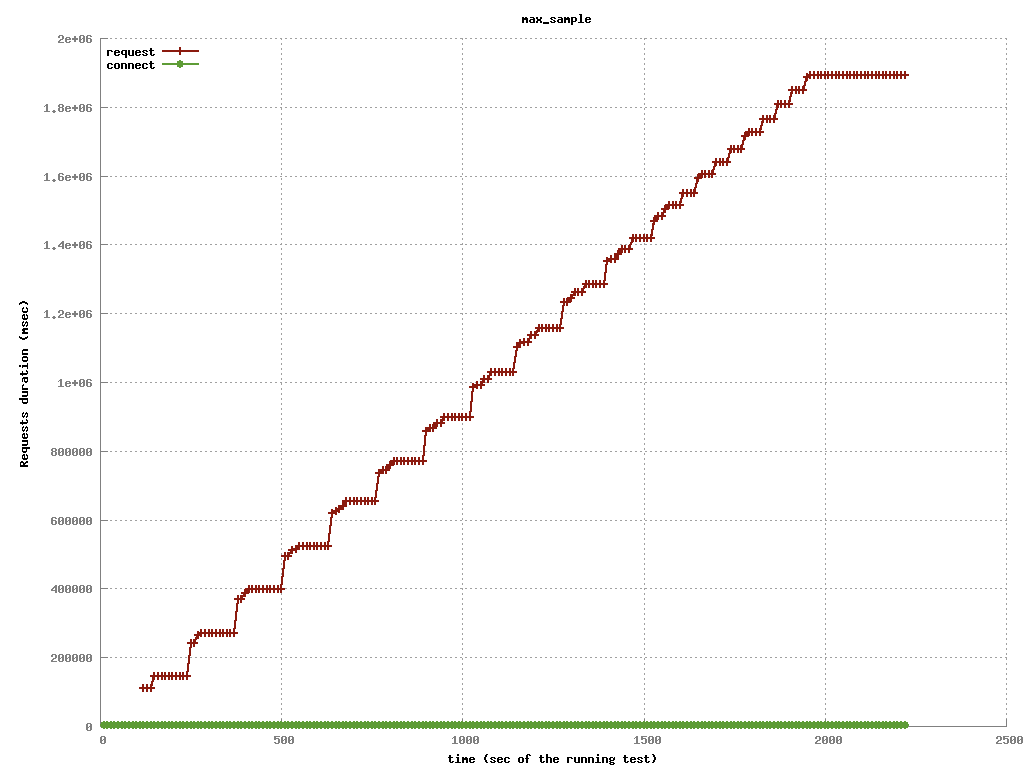 max_sample
2e+06
request
connect
1.8e+06
1.6e+06
1.4e+06
1.2e+06
1e+06
800000
600000
400000
200000
0
Requests duration (msec)
0 500 1000 1500 2000 2500
time (sec of the running test)